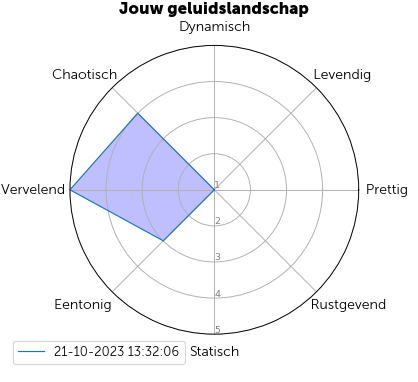 Jouw geluidslandschap
Dynamisch
Chaotisch
Levendig
Vervelend
1
Prettig
2
3
4
Eentonig
Rustgevend
5
21-10-2023 13:32:06
Statisch